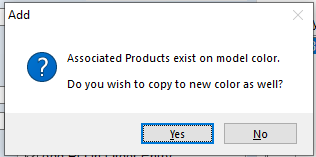 Add
Associated Products exist on model color.
Do you wish to copy to new color as well?
Yes
No